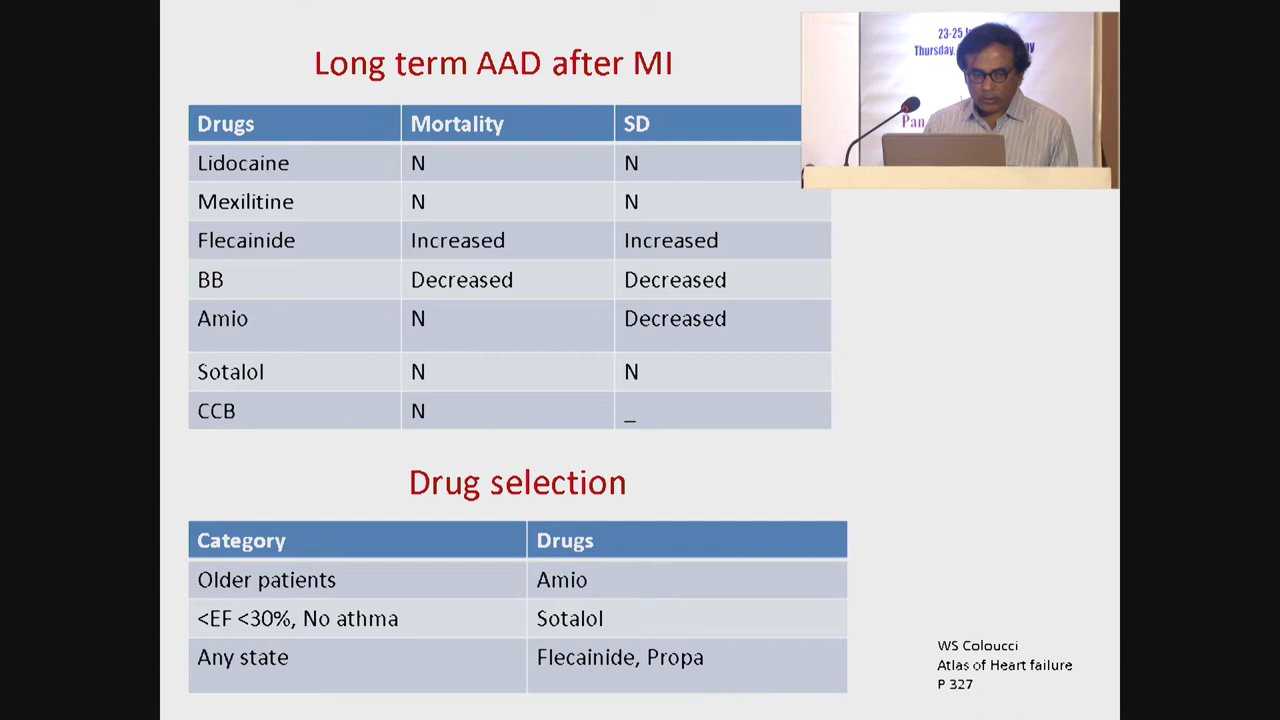 Long term AAD after MI
Drugs Mortality SD
Lidocaine N N
Mexilitine N N
Flecainide Increased Increased
BB Decreased Decreased
Amio N Decreased
Sotalol N N
CCB N _
Drug selection
Category Drugs
Older patients Amio
<EF <30%, No athma Sotalol
Any state Flecainide, Propa
WS Coloucci
Atlas of Heart failure
P 327
23-25
Thursday,